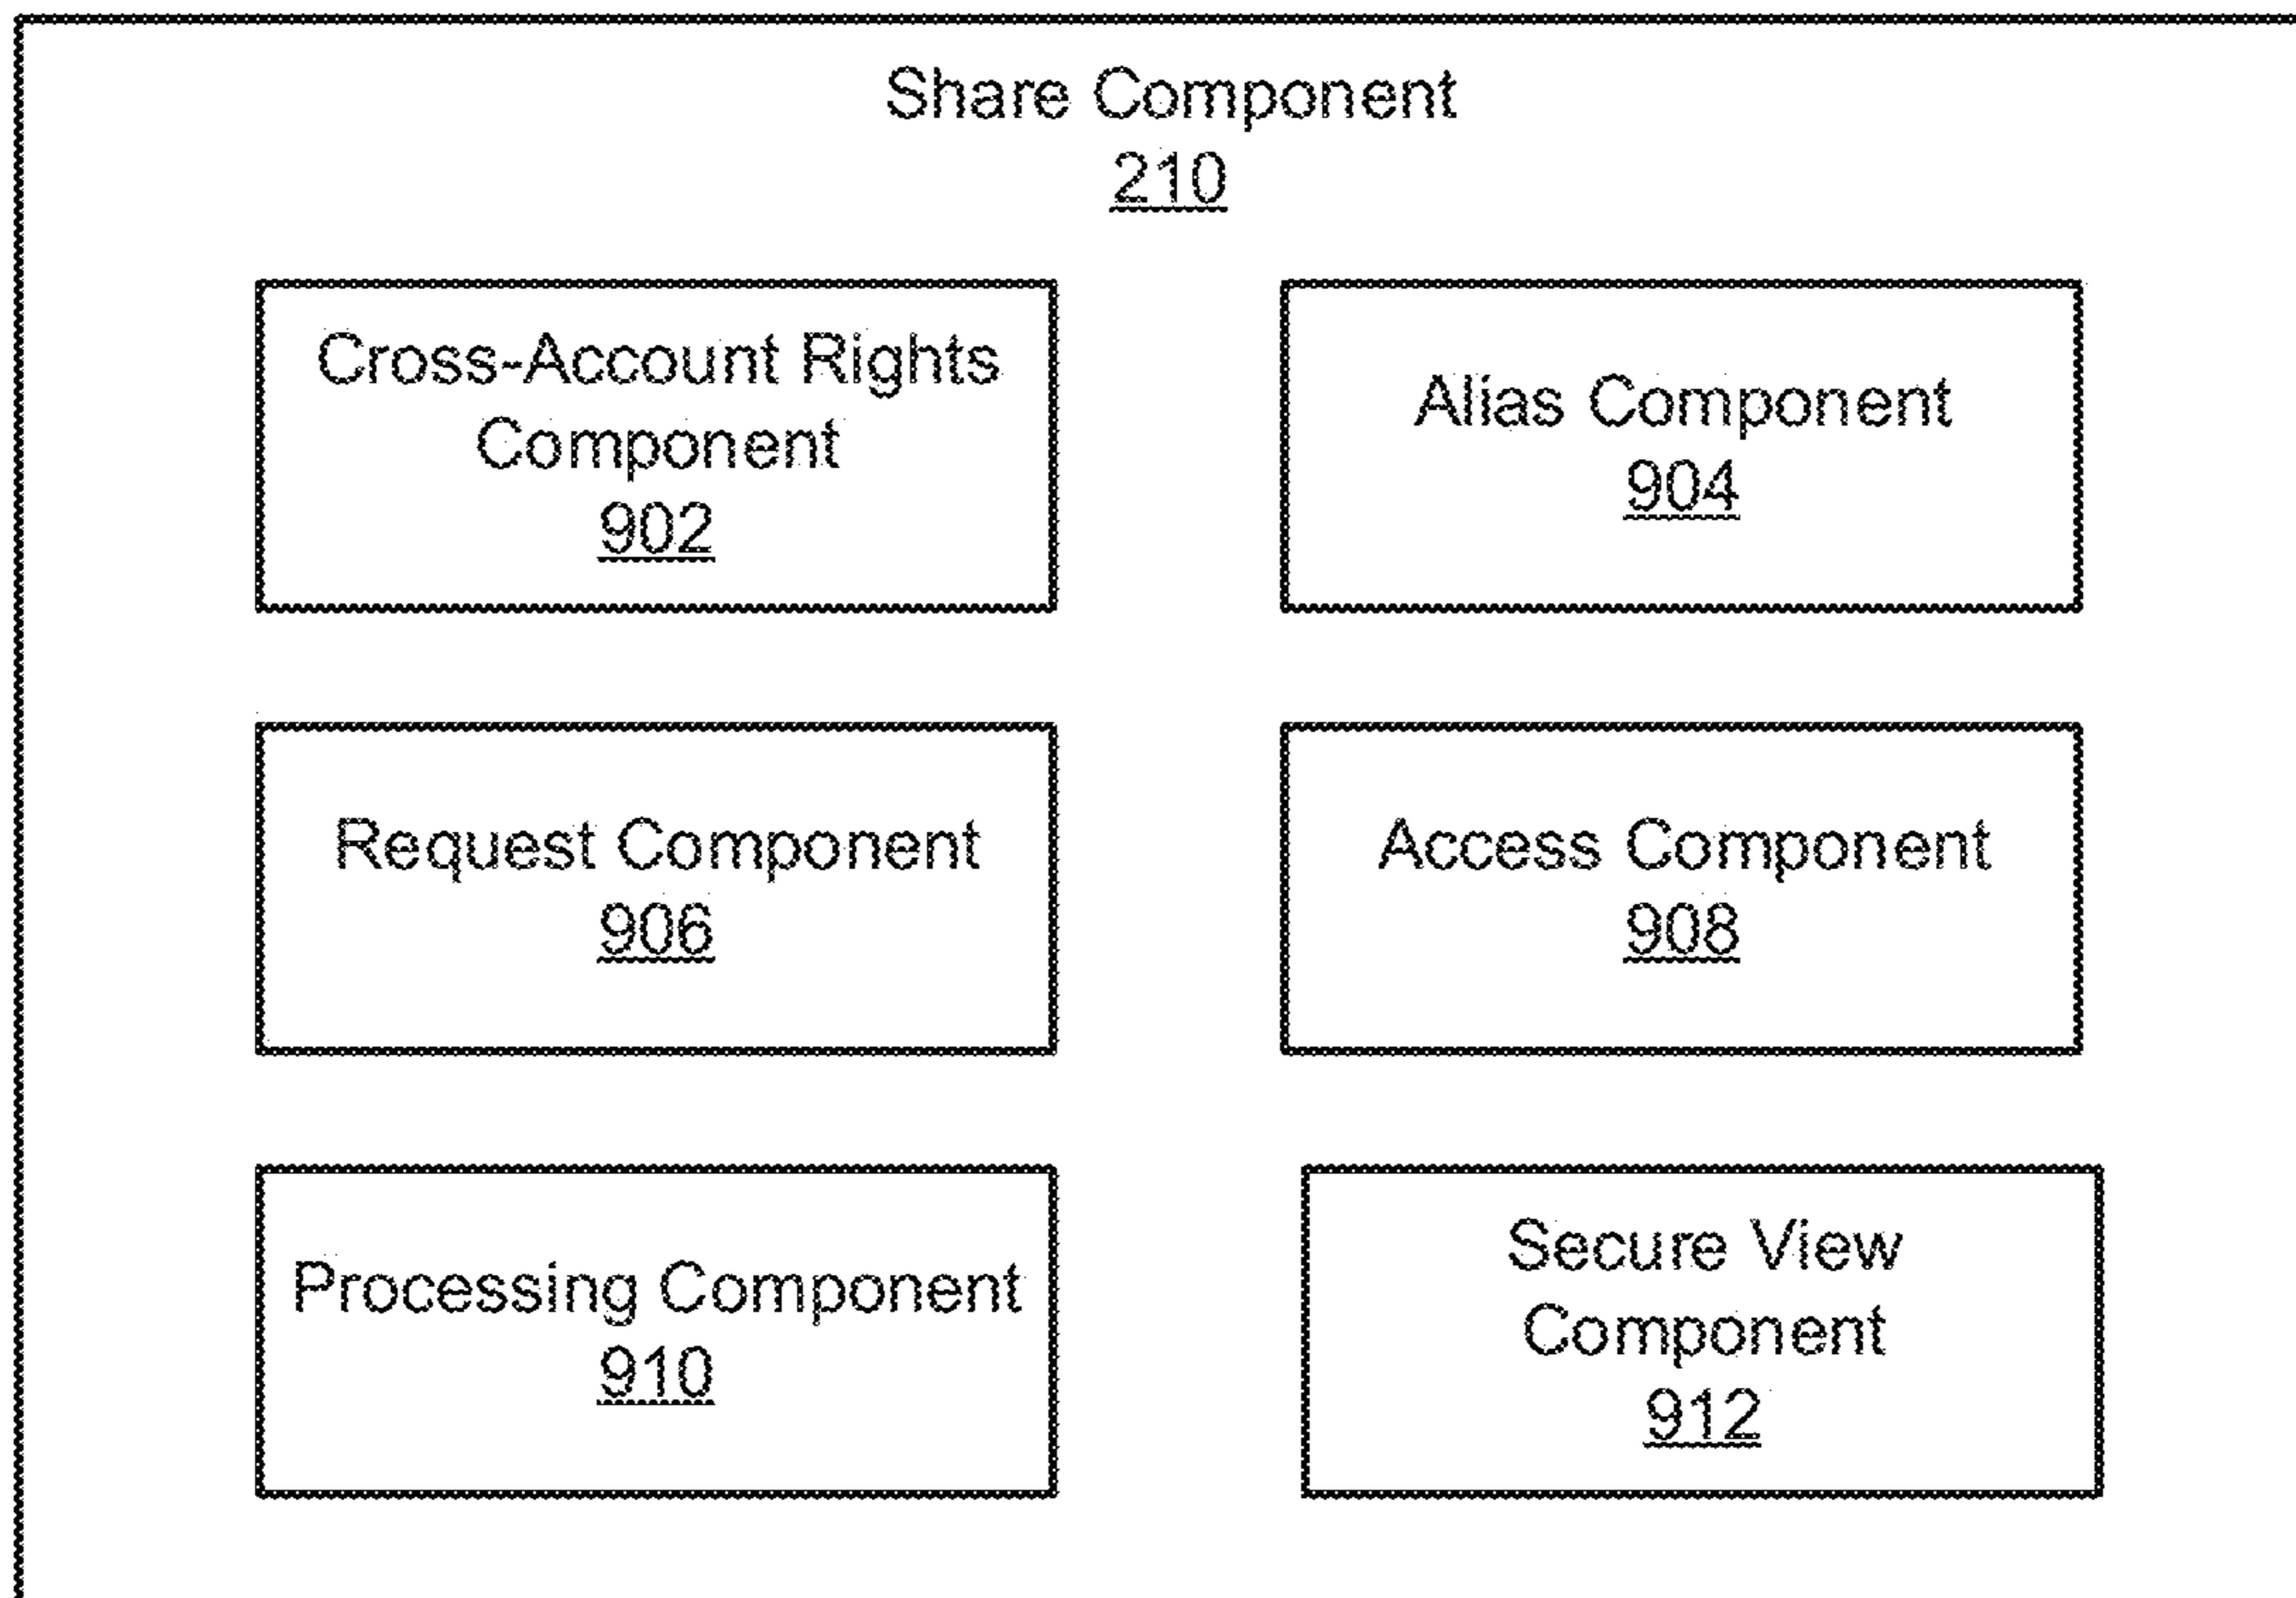 Share Component
210
Cross-Account Rights
Component
902
Alias Component
904
Request Component
906
Access Component
908
Processing Component
910
Secure View
Component
912